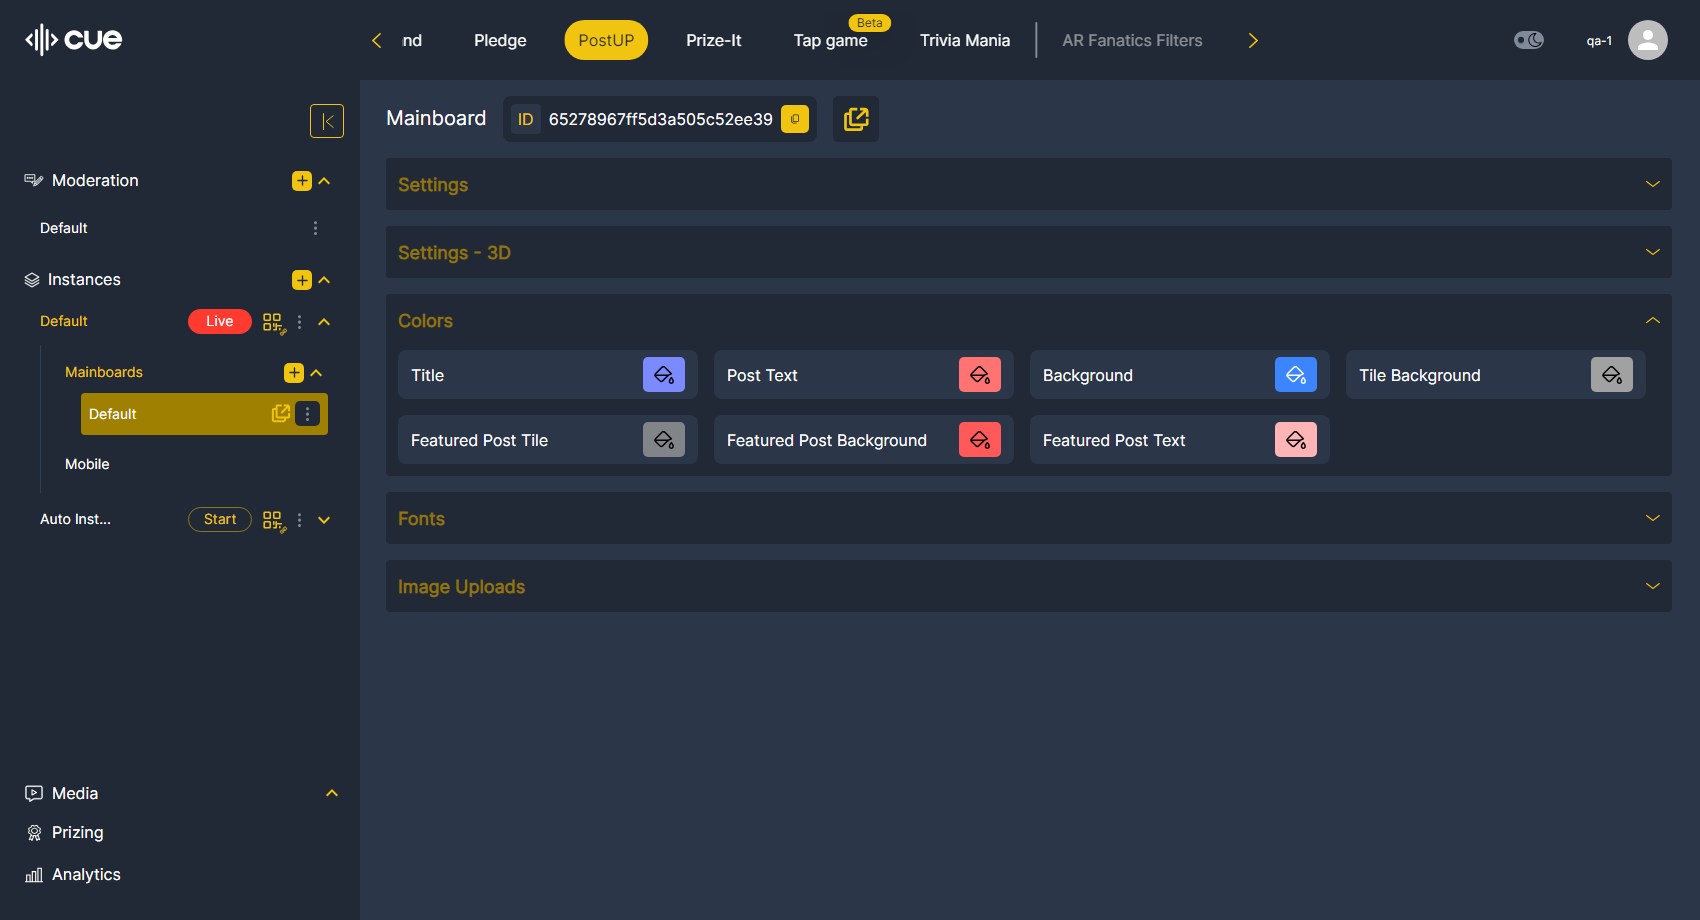 cue
nd
Pledge
PostUP
Prize-It
Beta
Tap game
Trivia Mania
AR Fanatics Filters
qa-1
Moderation
Default
Instances
Default
Live
Mainboards
Default
Mobile
Auto Inst...
Start
Media
Prizing
Analytics
Mainboard
ID 65278967ff5d3a505c52ee39
Settings
Settings - 3D
Colors
Title
Post Text
Background
Tile Background
Featured Post Tile
Featured Post Background
Featured Post Text
Fonts
Image Uploads